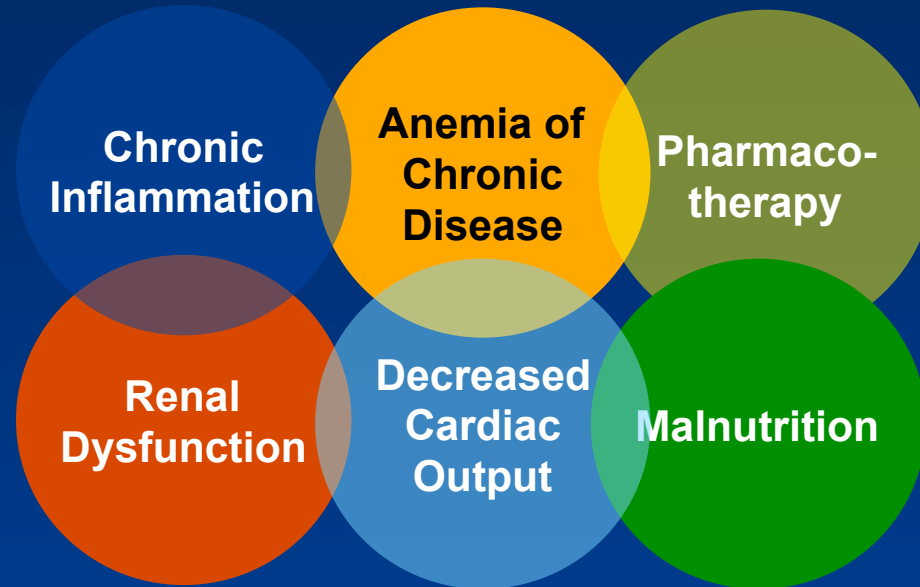 Chronic
Inflammation
Anemia of
Chronic
Disease
Pharmaco-
therapy
Renal
Dysfunction
Decreased
Cardiac
Output
Malnutrition